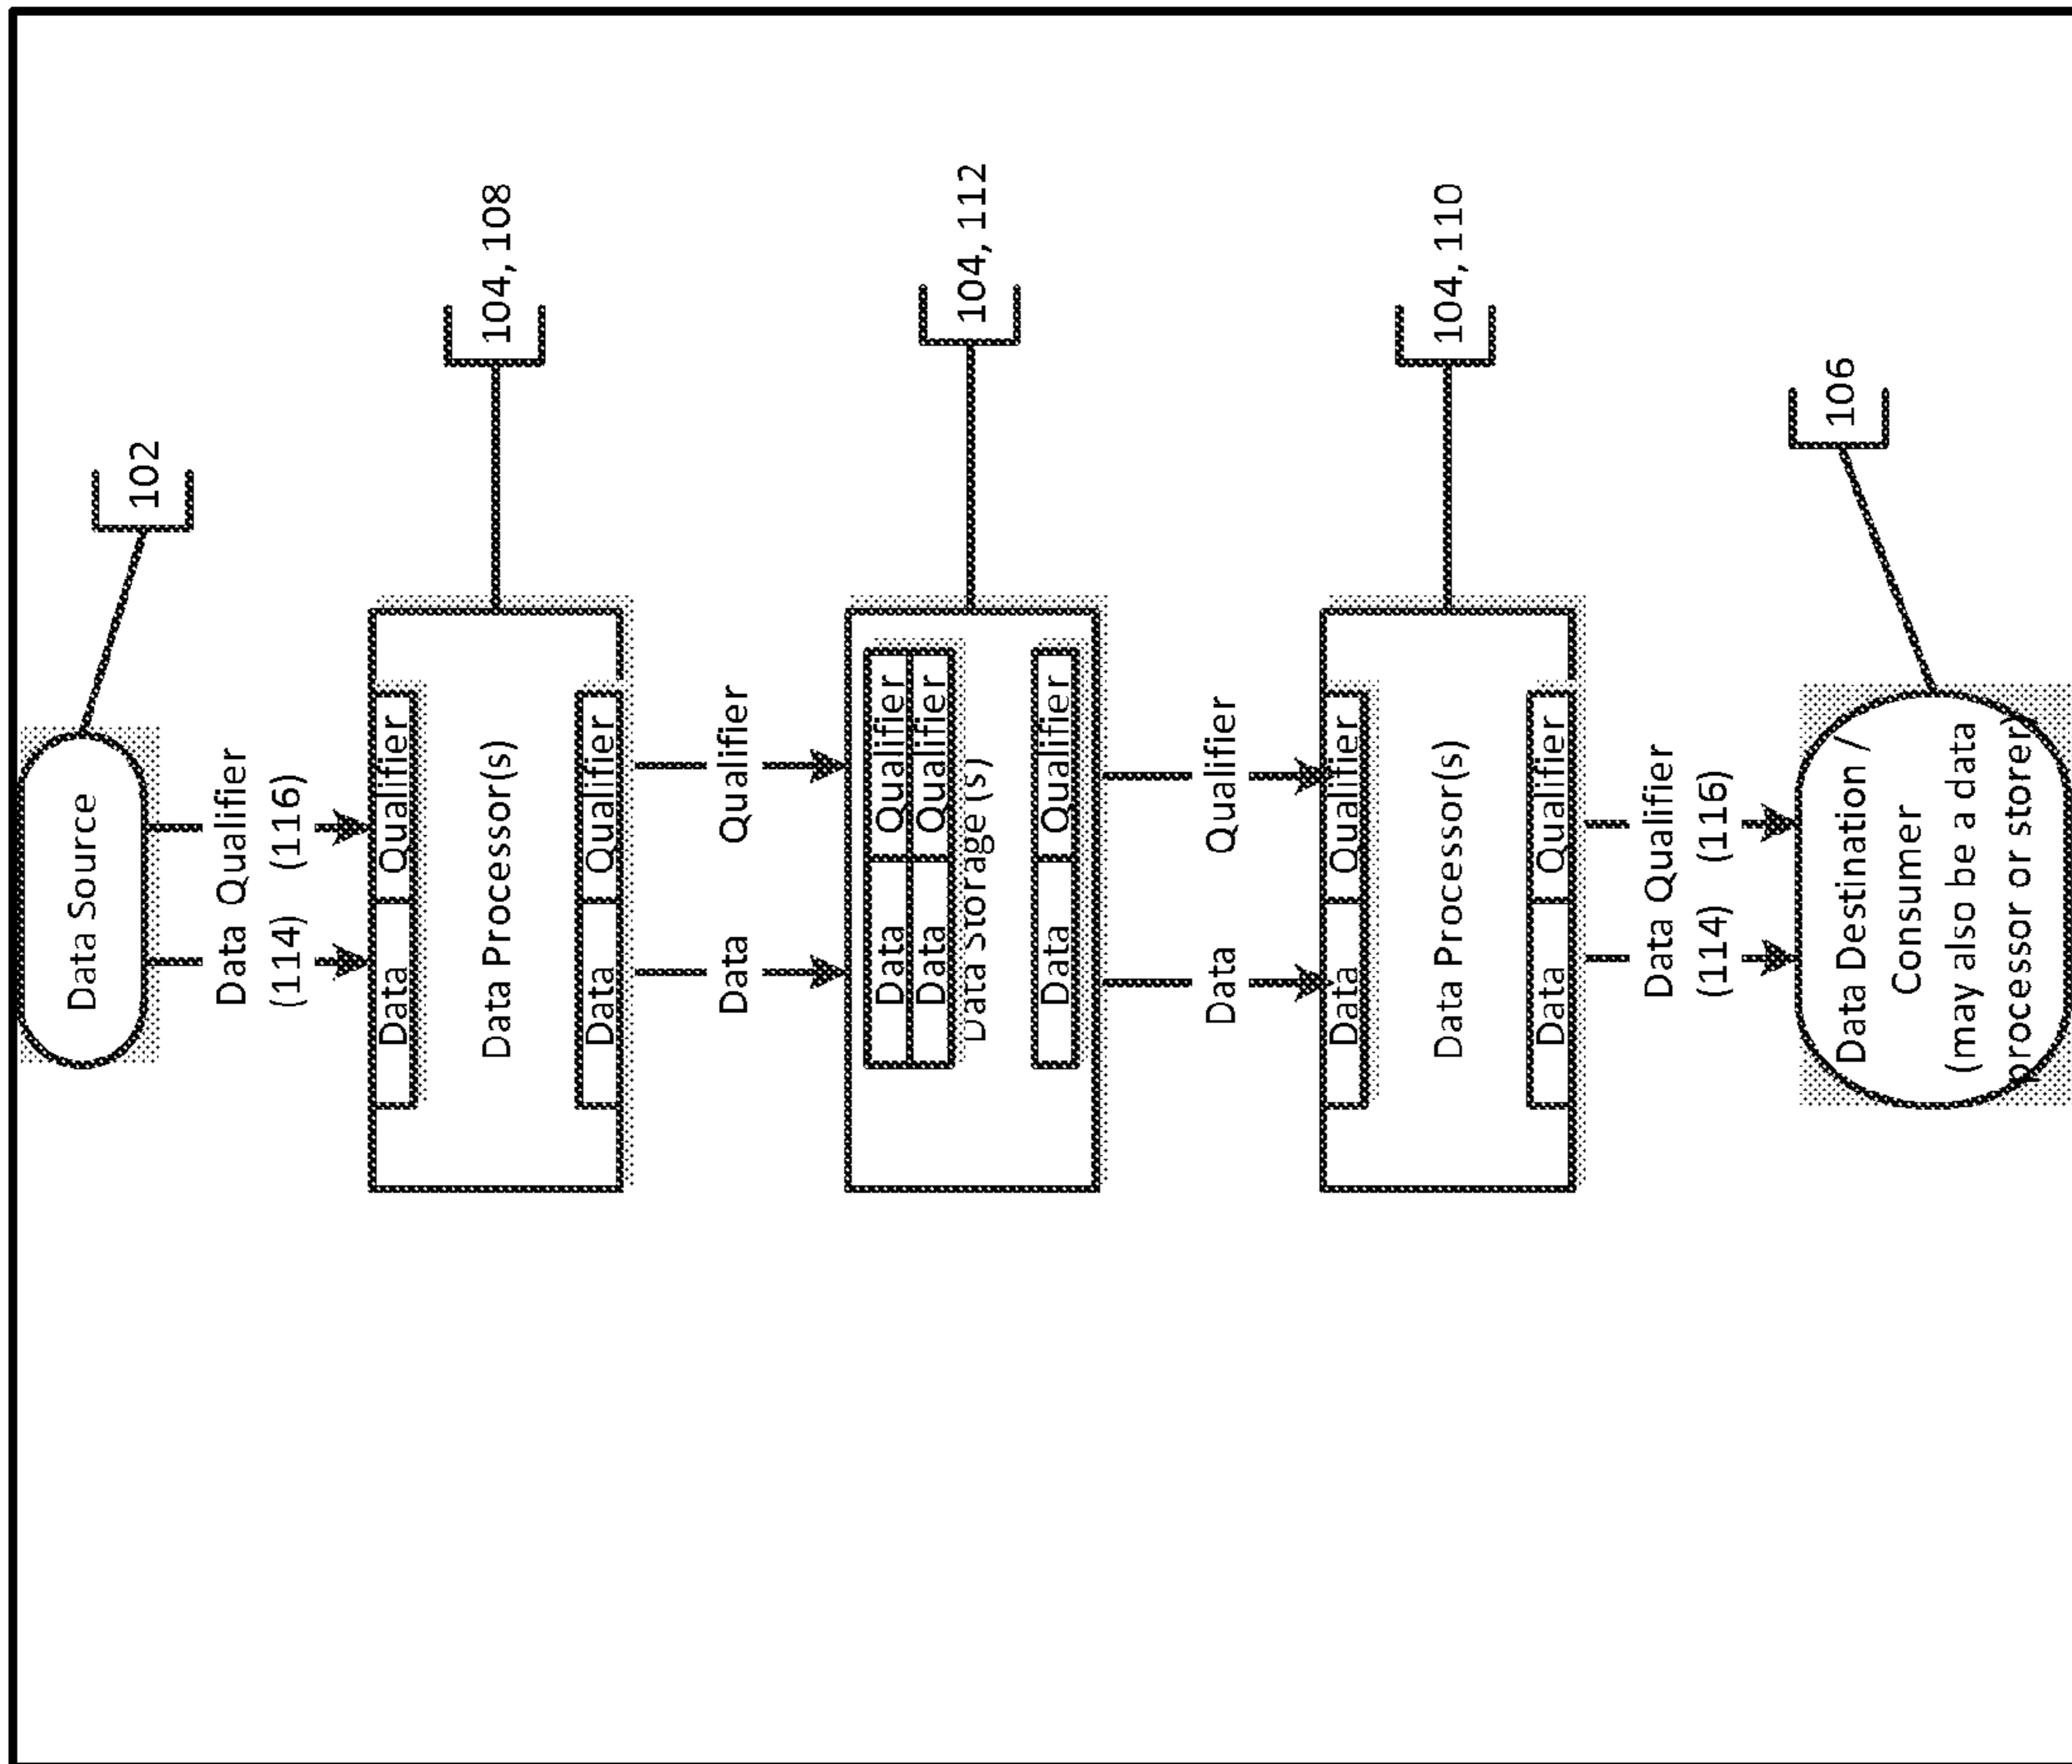 Data Source
102
Data Qualifier
(114) (116)
Data Qualifier
Data Processor(s)
104, 108
Data Qualifier
Data Qualifier
Data Qualifier
Data Qualifier
Data Storage (s)
104, 112
Data Qualifier
Data Qualifier
Data Qualifier
Data Processor(s)
104, 110
Data Qualifier
Data Qualifier
(114) (116)
106
Data Destination /
Consumer
(may also be a data
processor or storer)